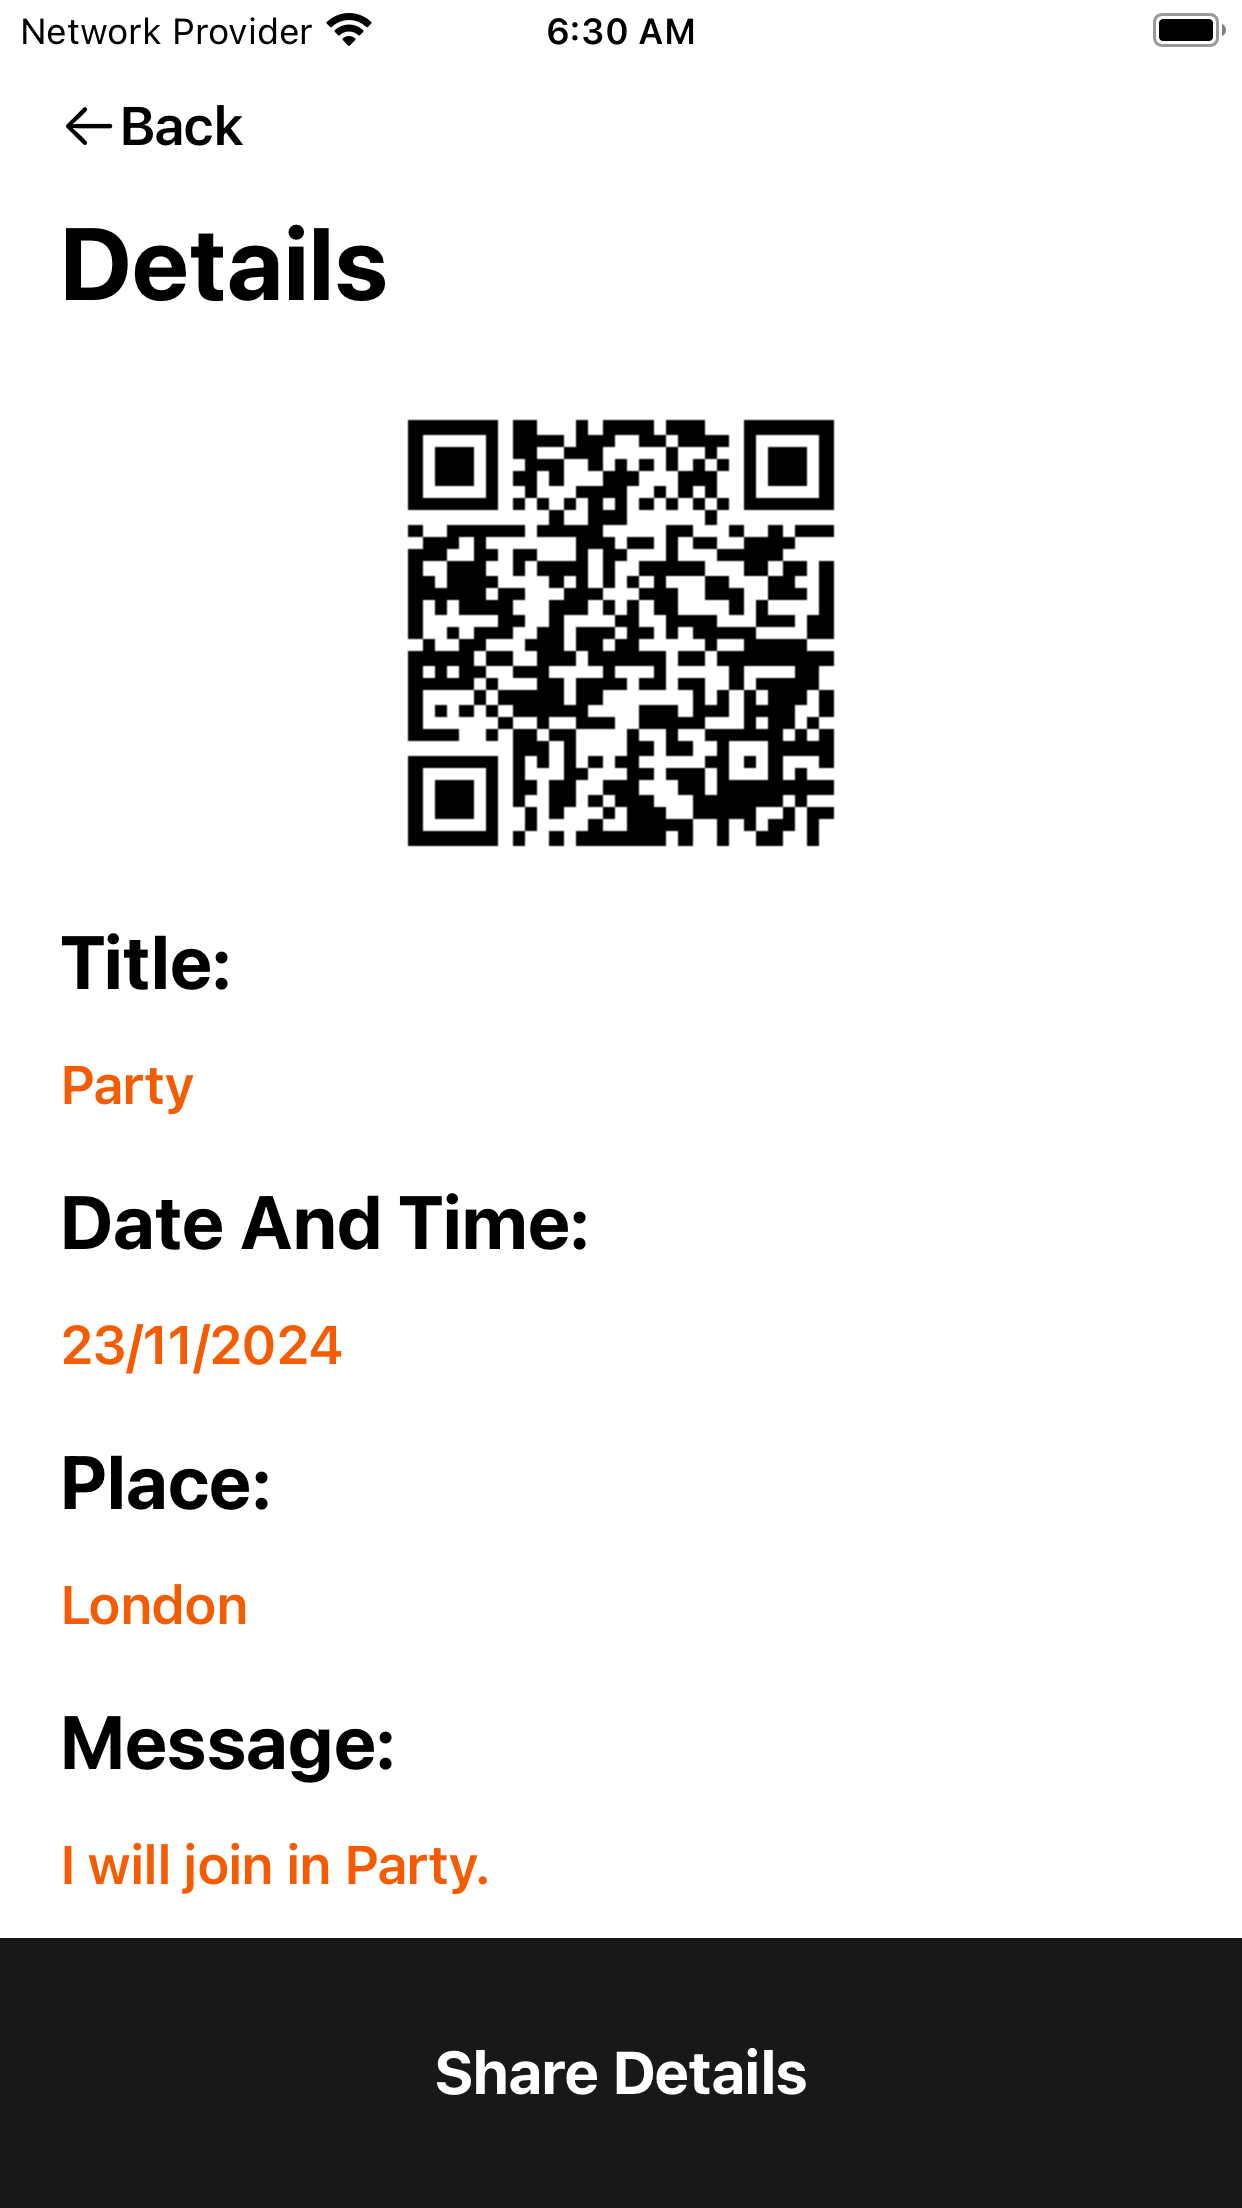 Network Provider 6:30 AM
Back
Details
Title:
Party
Date And Time:
23/11/2024
Place:
London
Message:
I will join in Party.
Share Details